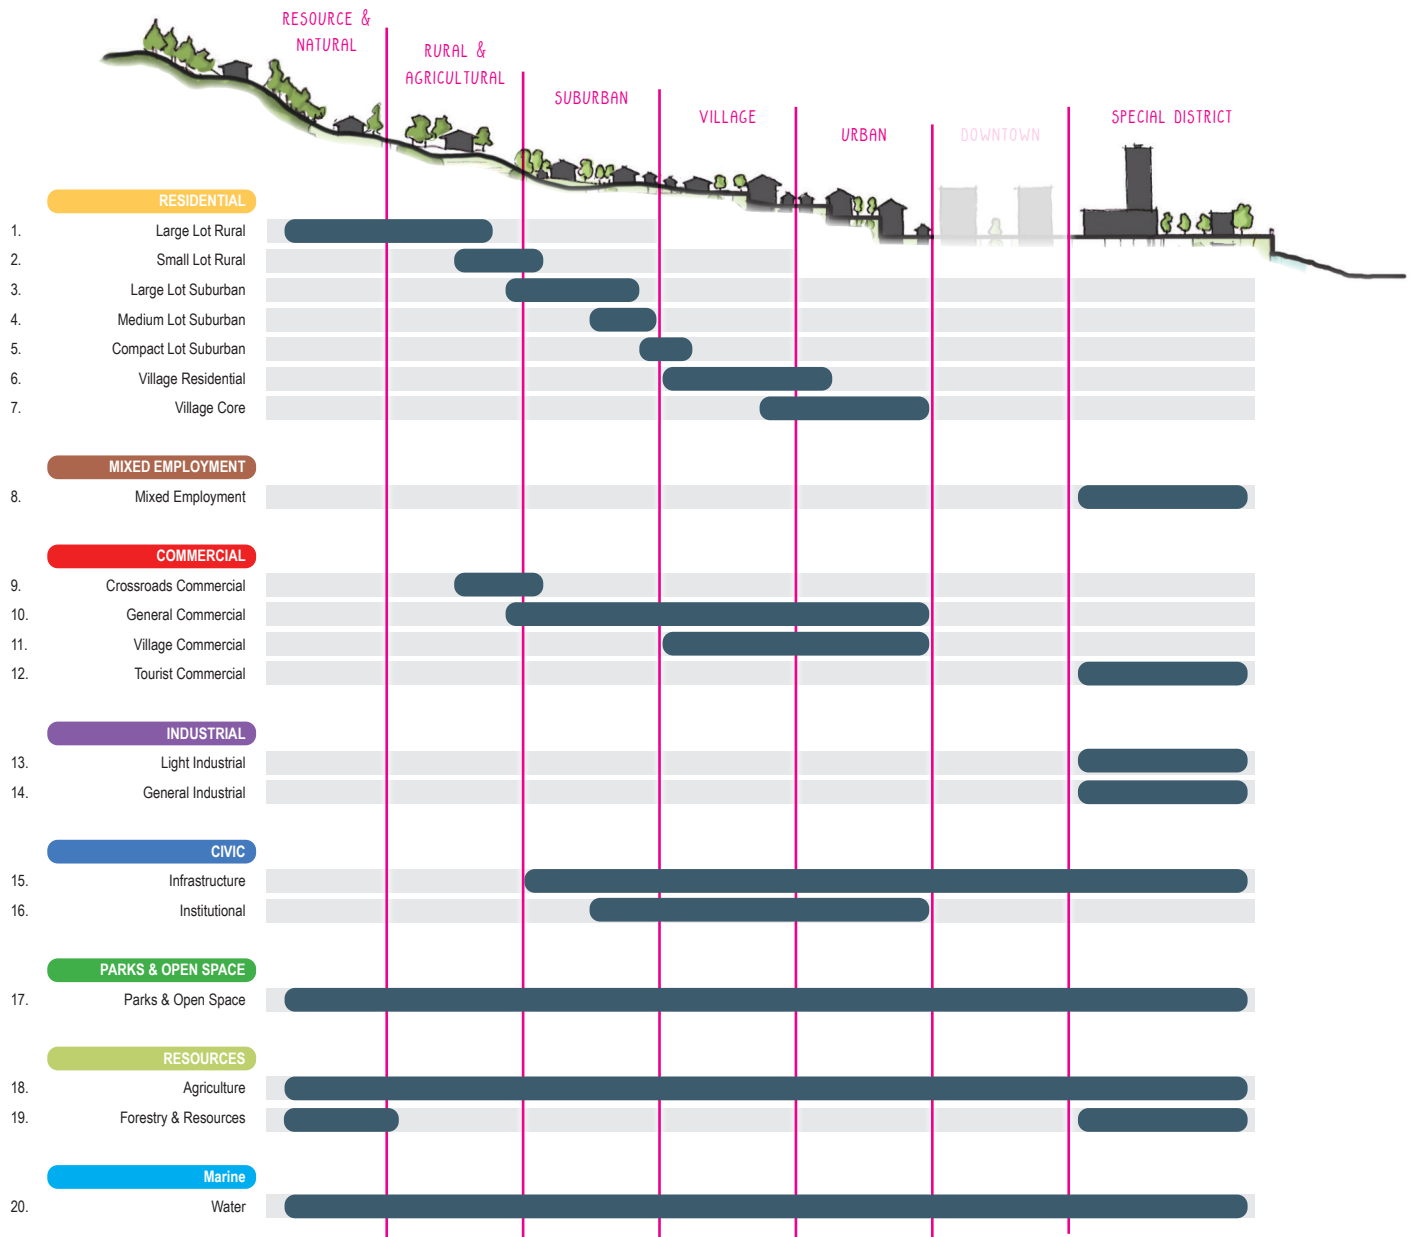 RESOURCE &
NATURAL
RURAL &
AGRICULTURAL
SUBURBAN
VILLAGE
URBAN
DOWNTOWN
SPECIAL DISTRICT
RESIDENTIAL
1. Large Lot Rural
2. Small Lot Rural
3. Large Lot Suburban
4. Medium Lot Suburban
5. Compact Lot Suburban
6. Village Residential
7. Village Core
MIXED EMPLOYMENT
8. Mixed Employment
COMMERCIAL
9. Crossroads Commercial
10. General Commercial
11. Village Commercial
12. Tourist Commercial
INDUSTRIAL
13. Light Industrial
14. General Industrial
CIVIC
15. Infrastructure
16. Institutional
PARKS & OPEN SPACE
17. Parks & Open Space
RESOURCES
18. Agriculture
19. Forestry & Resources
Marine
20. Water